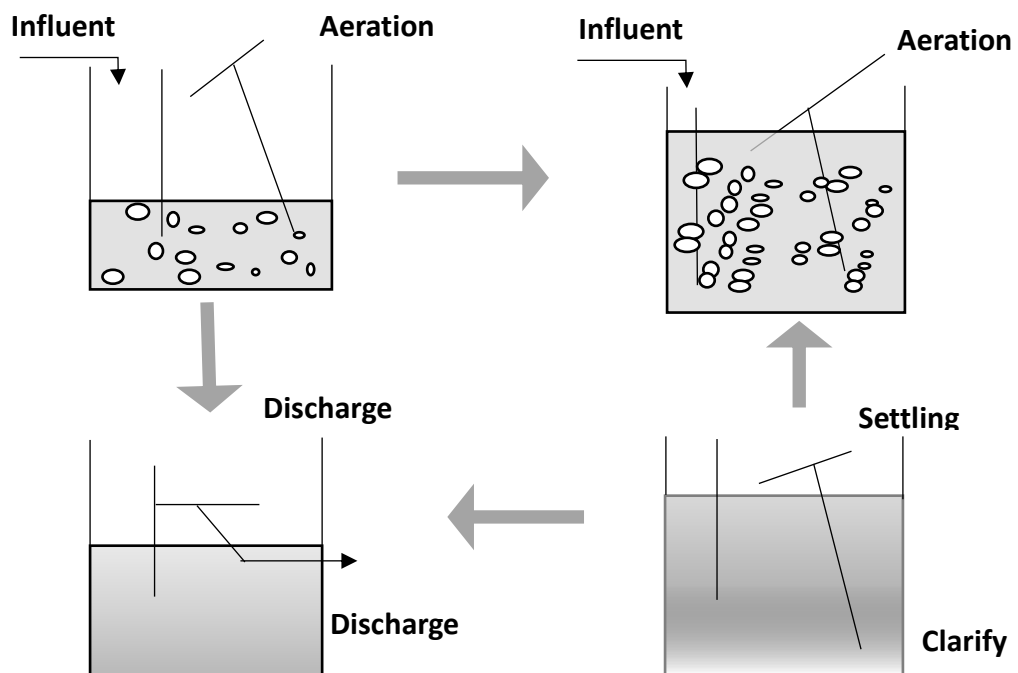 Influent
Aeration
Influent
Aeration
Discharge
Settling
Discharge
Clarify